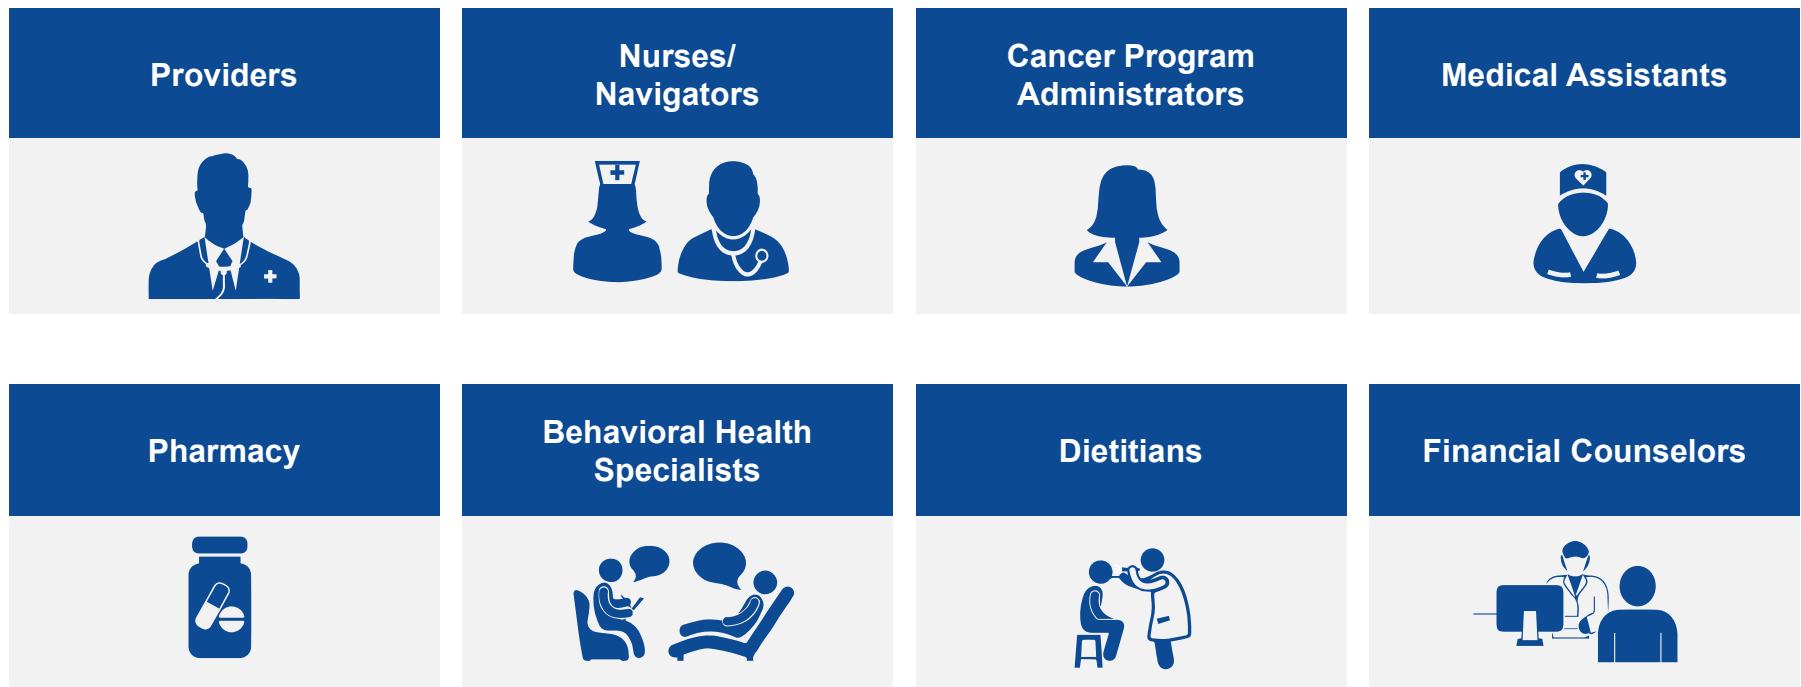 Providers
Nurses/
Navigators
Cancer Program
Administrators
Medical Assistants
Pharmacy
Behavioral Health
Specialists
Dietitians
Financial Counselors